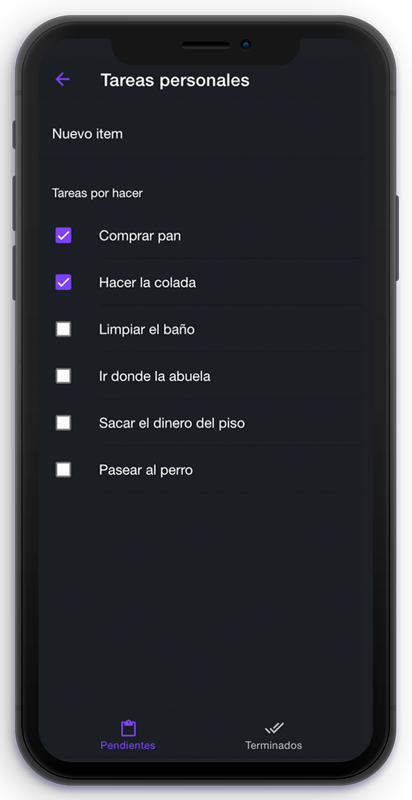 Tareas personales
Nuevo item
Tareas por hacer
Comprar pan
Hacer la colada
Limpiar el baño
Ir donde la abuela
Sacar el dinero del piso
Pasear al perro
Pendientes
Terminados